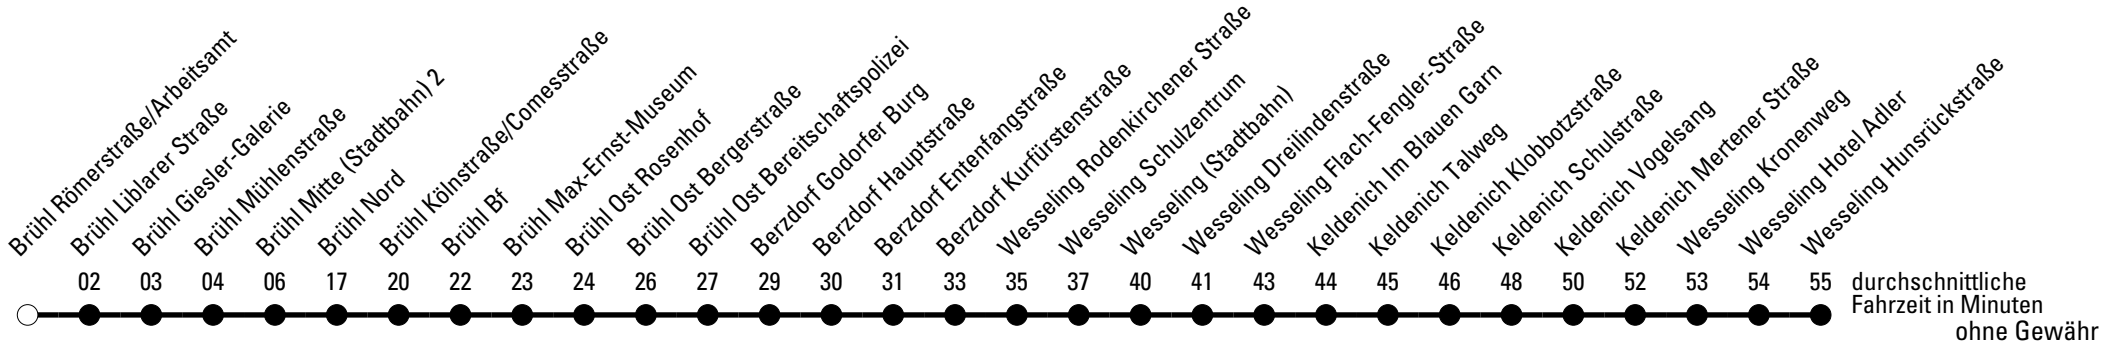 Brühl Römerstraße/Arbeitsamt
Brühl Liblarer Straße
Brühl Giesler-Galerie
Brühl Mühlenstraße
Brühl Mitte (Stadtbahn) 2
Brühl Nord
Brühl Kölnstraße/Comesstraße
Brühl Bf
Brühl Max-Ernst-Museum
Brühl Ost Rosenhof
Brühl Ost Bergerstraße
Brühl Ost Bereitschaftspolizei
Berzdorf Godorfer Burg
Berzdorf Hauptstraße
Berzdorf Entenfangstraße
Berzdorf Kurfürstenstraße
Wesseling Rodenkirchener Straße
Wesseling Schulzentrum
Wesseling (Stadtbahn)
Wesseling Dreilindenstraße
Wesseling Flach-Fengler-Straße
Keldenich Im Blauen Garn
Keldenich Talweg
Keldenich Klobbotzstraße
Keldenich Schulstraße
Keldenich Vogelsang
Keldenich Mertener Straße
Wesseling Kronenweg
Wesseling Hotel Adler
Wesseling Hunsrückstraße
02 03 04 06 17 20 22 23 24 26 27 29 30 31 33 35 37 40 41 43 44 45 46 48 50 52 53 54 55 durchschnittliche
Fahrzeit in Minuten
ohne Gewähr